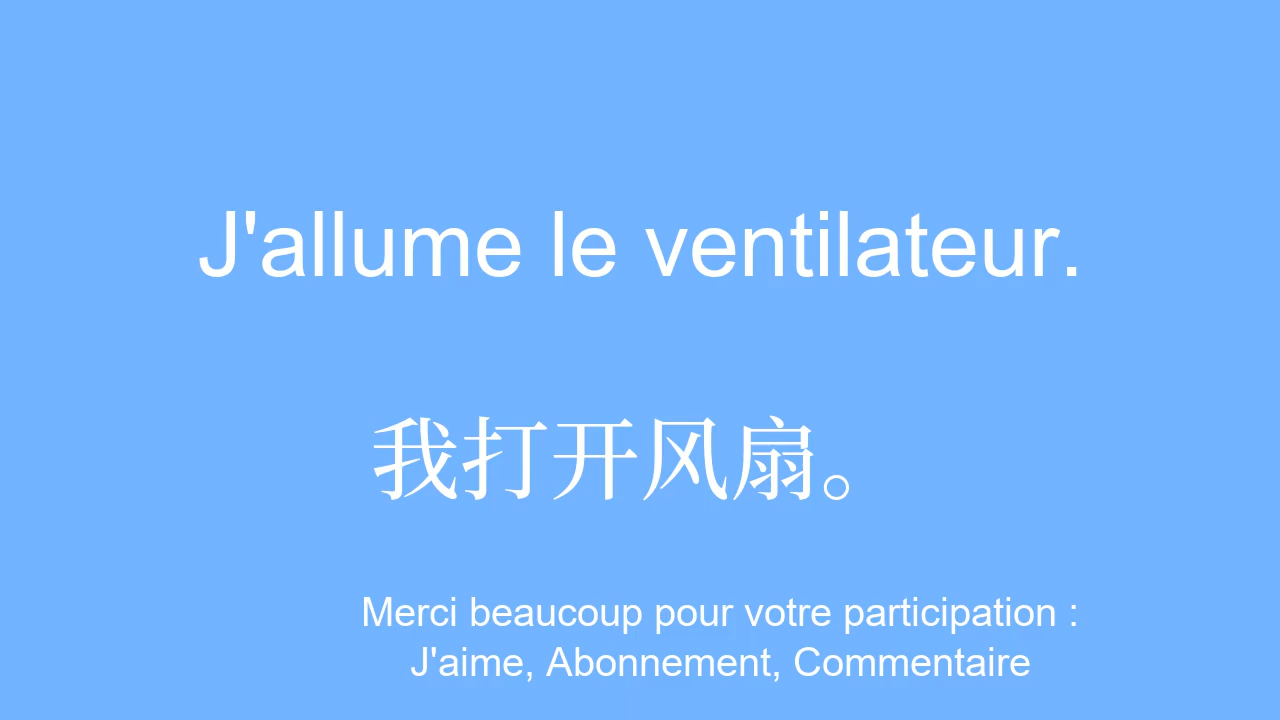 J'allume le ventilateur.
我打开风扇。
Merci beaucoup pour votre participation :
J'aime, Abonnement, Commentaire